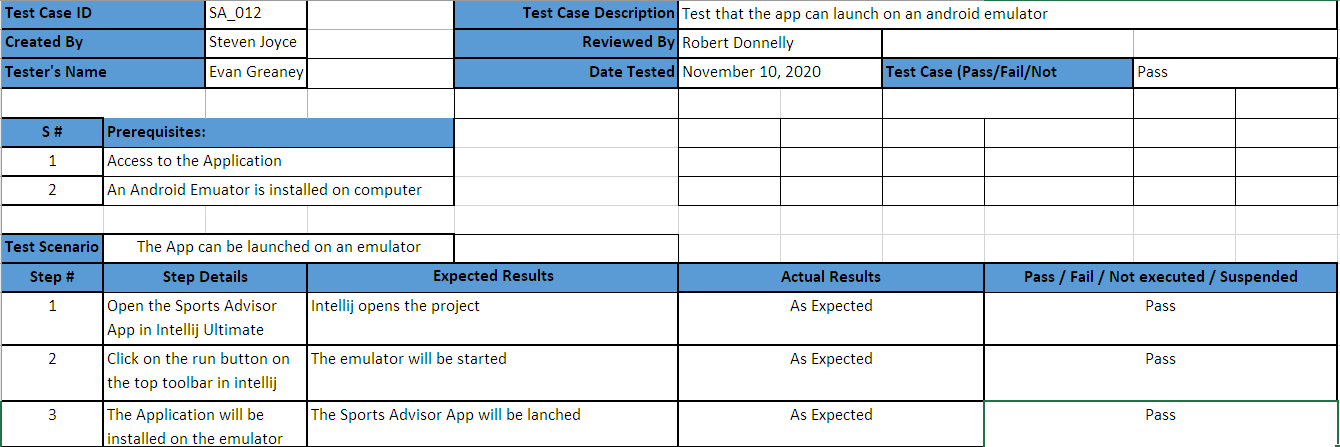 Test Case ID SA_012 Test Case Description Test that the app can launch on an android emulator
Created By Steven Joyce Reviewed By Robert Donnelly
Tester's Name Evan Greaney Date Tested November 10, 2020 Test Case (Pass/Fail/Not Pass
S # Prerequisites:
1 Access to the Application
2 An Android Emuator is installed on computer
Test Scenario The App can be launched on an emulator
Step # Step Details Expected Results Actual Results Pass / Fail / Not executed / Suspended
1 Open the Sports Advisor Intellij opens the project As Expected Pass
App in Intellij Ultimate
2 Click on the run button on The emulator will be started As Expected Pass
the top toolbar in intellij
3 The Application will be The Sports Advisor App will be lanched As Expected Pass
installed on the emulator